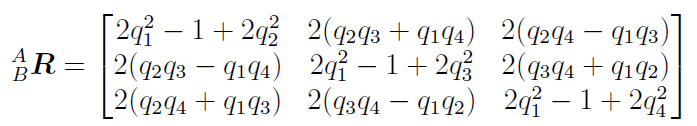 $^A_B\boldsymbol{R} = \begin{bmatrix} 2q_1^2 - 1 + 2q_2^2 & 2(q_2q_3 + q_1q_4) & 2(q_2q_4 - q_1q_3) \\ 2(q_2q_3 - q_1q_4) & 2q_1^2 - 1 + 2q_3^2 & 2(q_3q_4 + q_1q_2) \\ 2(q_2q_4 + q_1q_3) & 2(q_3q_4 - q_1q_2) & 2q_1^2 - 1 + 2q_4^2 \end{bmatrix}$